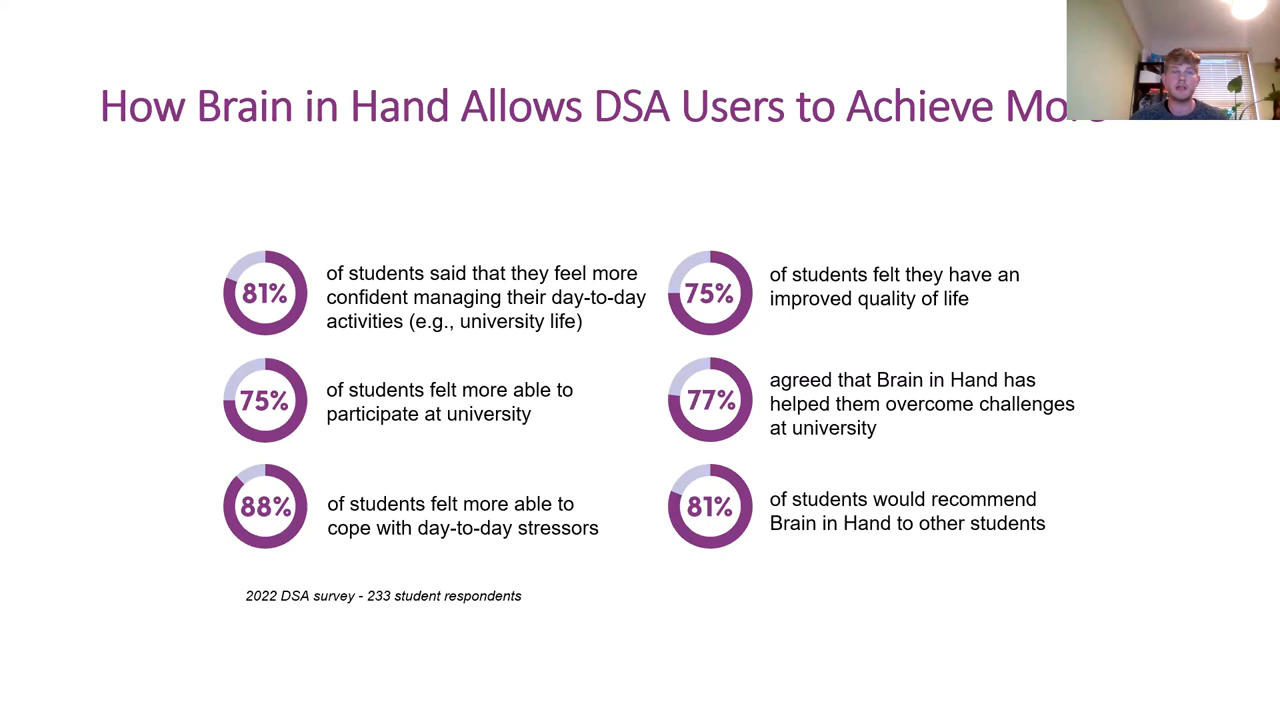 How Brain in Hand Allows DSA Users to Achieve More
81%
of students said that they feel more
confident managing their day-to-day
activities (e.g., university life)
75%
of students felt more able to
participate at university
88%
of students felt more able to
cope with day-to-day stressors
75%
of students felt they have an
improved quality of life
77%
agreed that Brain in Hand has
helped them overcome challenges
at university
81%
of students would recommend
Brain in Hand to other students
2022 DSA survey - 233 student respondents